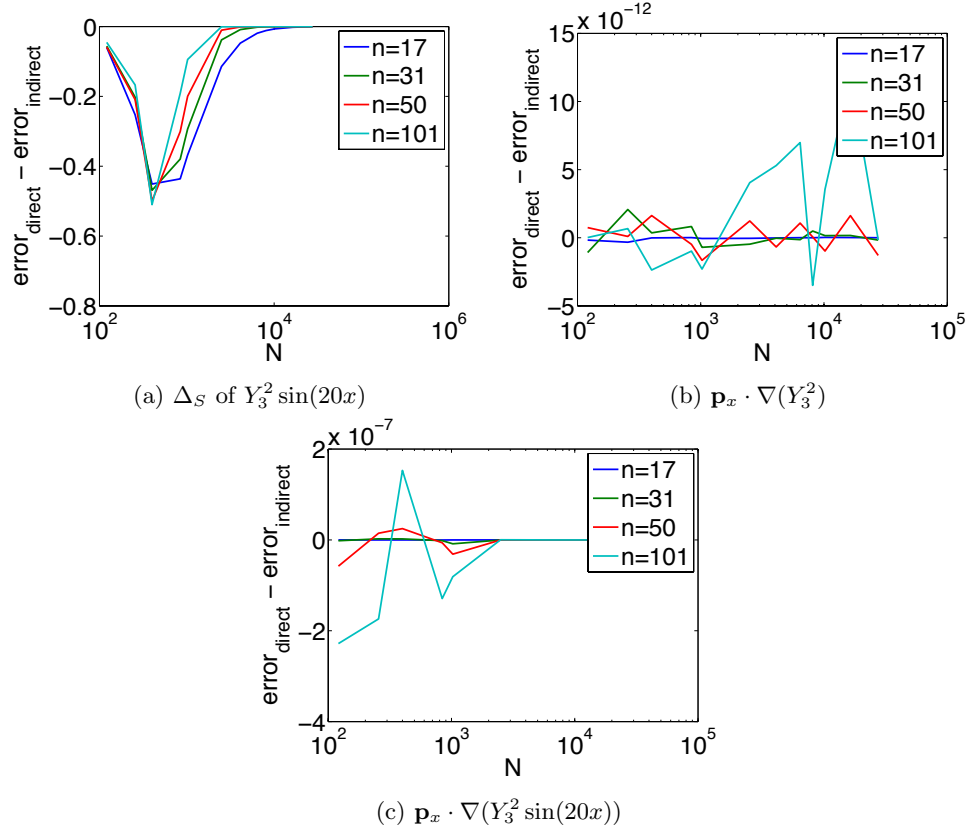 0
−0.2
−0.4
−0.6
−0.8
10^2
10^4
10^6
N
error_direct − error_indirect
n=17
n=31
n=50
n=101
(a) Δ_S of Y_3^2 sin(20x)
x 10^−12
15
10
5
0
−5
10^2
10^3
10^4
10^5
N
error_direct − error_indirect
n=17
n=31
n=50
n=101
(b) p_x · ∇(Y_3^2)
x 10^−7
2
0
−2
−4
10^2
10^3
10^4
10^5
N
error_direct − error_indirect
n=17
n=31
n=50
n=101
(c) p_x · ∇(Y_3^2 sin(20x))